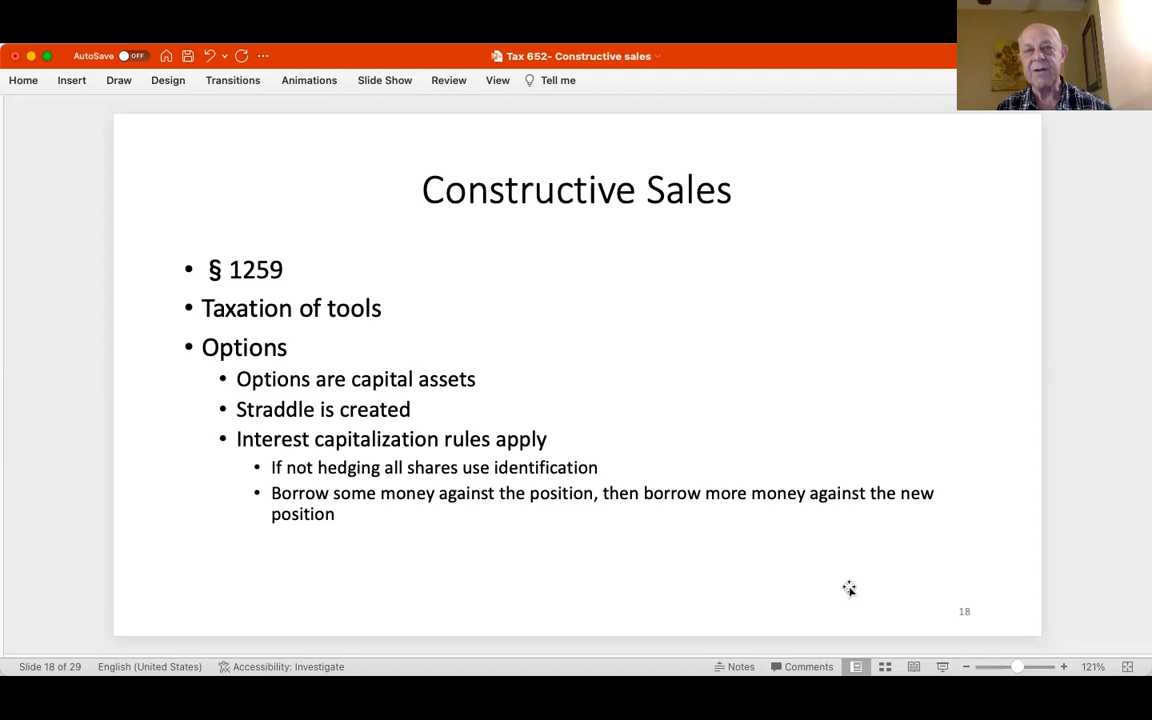 AutoSave OFF
Tax 652- Constructive sales
Home Insert Draw Design Transitions Animations Slide Show Review View Tell me
Constructive Sales
• § 1259
• Taxation of tools
• Options
• Options are capital assets
• Straddle is created
• Interest capitalization rules apply
• If not hedging all shares use identification
• Borrow some money against the position, then borrow more money against the new
position
18
Slide 18 of 29 English (United States) Accessibility: Investigate Notes Comments 121%